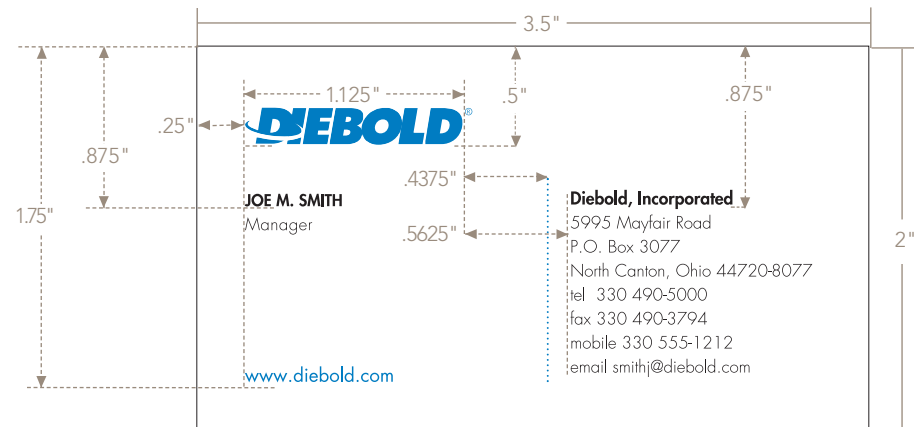 3.5"
1.125"
.5"
.875"
.25"
DIEBOLD®
.875"
.4375"
JOE M. SMITH
Manager
1.75"
.5625"
Diebold, Incorporated
5995 Mayfair Road
P.O. Box 3077
North Canton, Ohio 44720-8077
tel 330 490-5000
fax 330 490-3794
mobile 330 555-1212
email smithj@diebold.com
2"
www.diebold.com